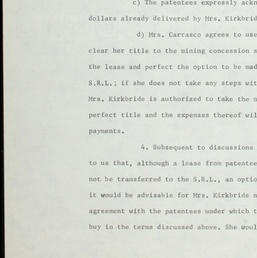 c) The patentees expressly ackn
dollars already delivered by Mrs. Kirkbrid
d) Mrs. Carrasco agrees to use
clear her title to the mining concession s
the lease and perfect the option to be mad
S.R.L.; if she does not take any steps wit
Mrs. Kirkbride is authorized to take the n
perfect title and the expenses thereof wil
payments.
4. Subsequent to discussions
to us that, although a lease from patentee
not be transferred to the S.R.L., an optio
it would be advisable for Mrs. Kirkbride n
agreement with the patentees under which t
buy in the terms discussed above. She woul